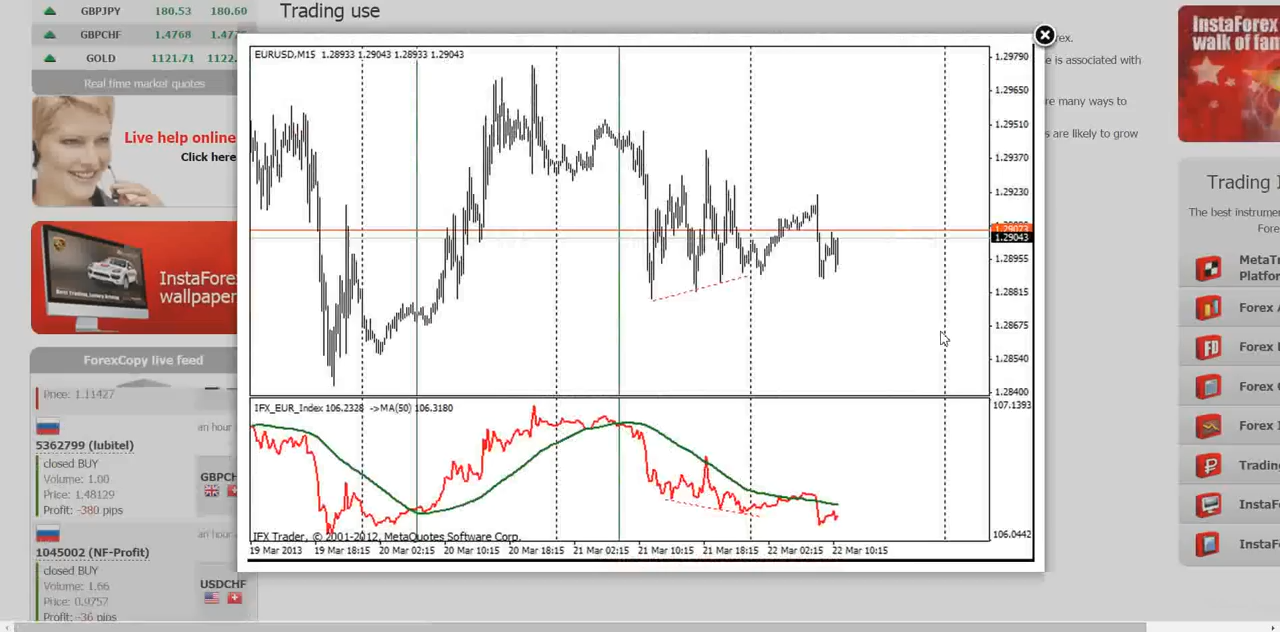 GBPJPY 180.53 180.60
GBPCHF 1.4768
GOLD 1121.71
Real time market quotes
Live help online
Click here
InstaForex
wallpaper
ForexCopy live feed
Price: 1.11427
an hour
5362799 (lubitel)
closed BUY
Volume: 1.00
Price: 1.48129
Profit: -380 pips
GBPCH
an hour
1045002 (NF-Profit)
closed BUY
Volume: 1.66
Price: 0.9757
Profit: -36 pips
USDCHF
Trading use
EURUSD,M15 1.28933 1.29043 1.28933 1.29043
1.29790
1.29650
1.29510
1.29370
1.29230
1.29023
1.29043
1.28955
1.28815
1.28675
1.28540
1.28400
IFX_EUR_Index 106.2328 ->MA(50) 106.3180
107.1393
106.0442
IFX Trader, © 2001-2012, MetaQuotes Software Corp.
19 Mar 2013 19 Mar 18:15 20 Mar 02:15 20 Mar 10:15 20 Mar 18:15 21 Mar 02:15 21 Mar 10:15 21 Mar 18:15 22 Mar 02:15 22 Mar 10:15
ex.
e is associated with
re many ways to
s are likely to grow
InstaForex
walk of fam
Trading I
The best instrumen
Fore
MetaTr
Platfor
Forex A
Forex
Forex
Forex I
Trading
InstaFo
InstaFo